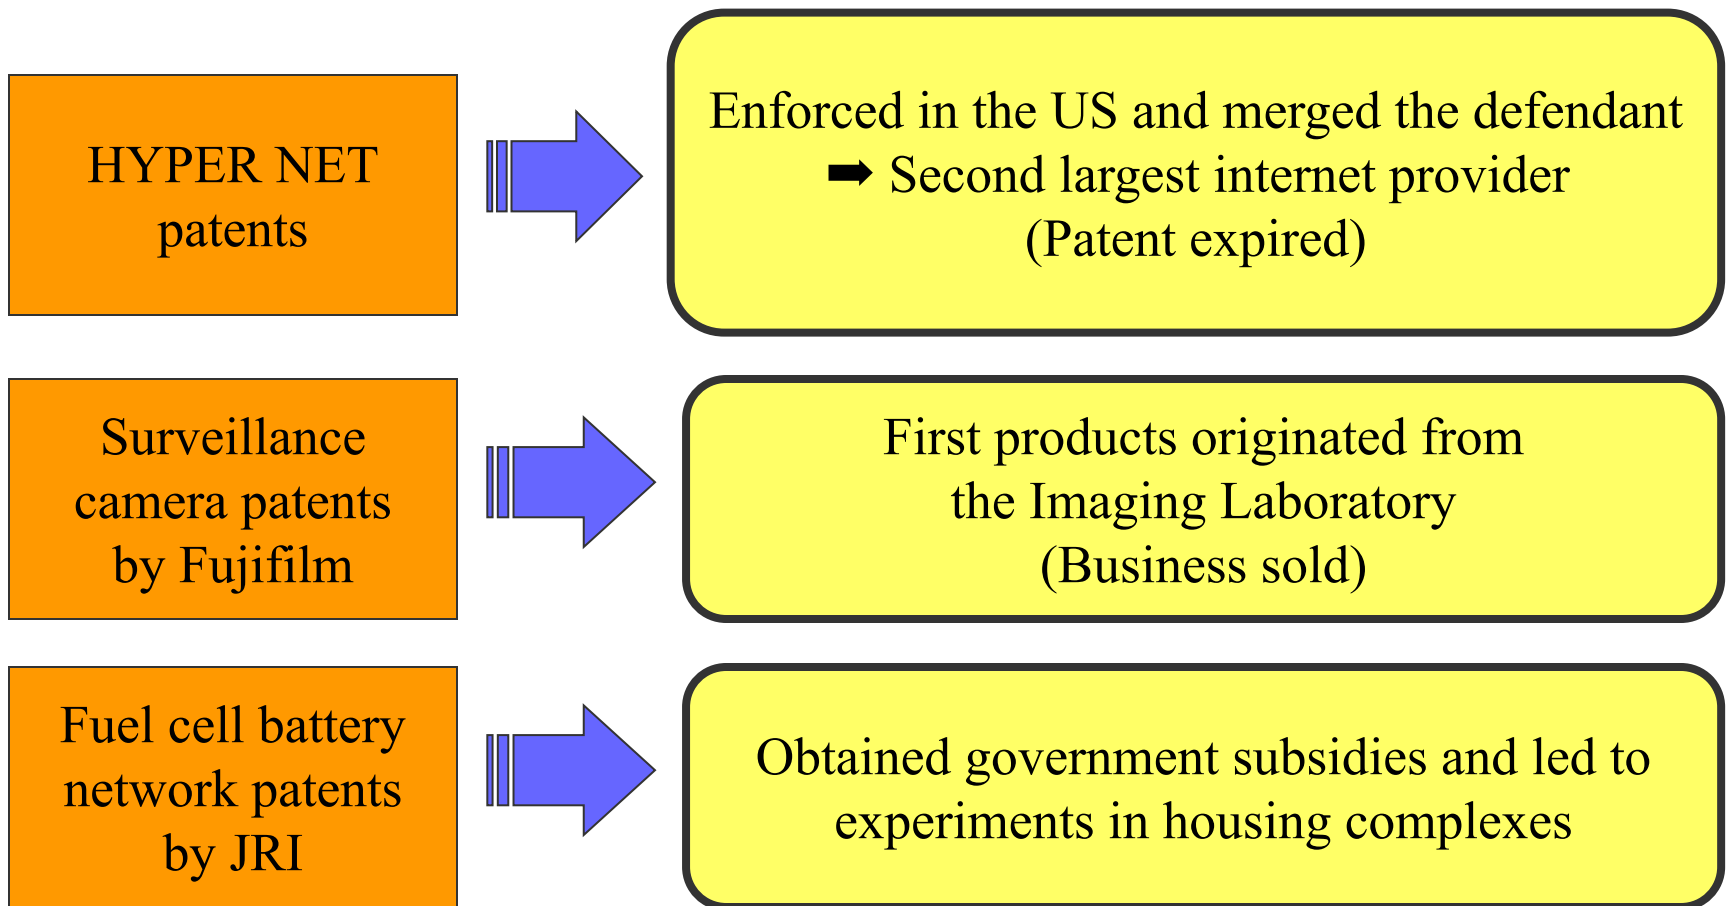 HYPER NET
patents
Enforced in the US and merged the defendant
➡ Second largest internet provider
(Patent expired)
Surveillance
camera patents
by Fujifilm
First products originated from
the Imaging Laboratory
(Business sold)
Fuel cell battery
network patents
by JRI
Obtained government subsidies and led to
experiments in housing complexes